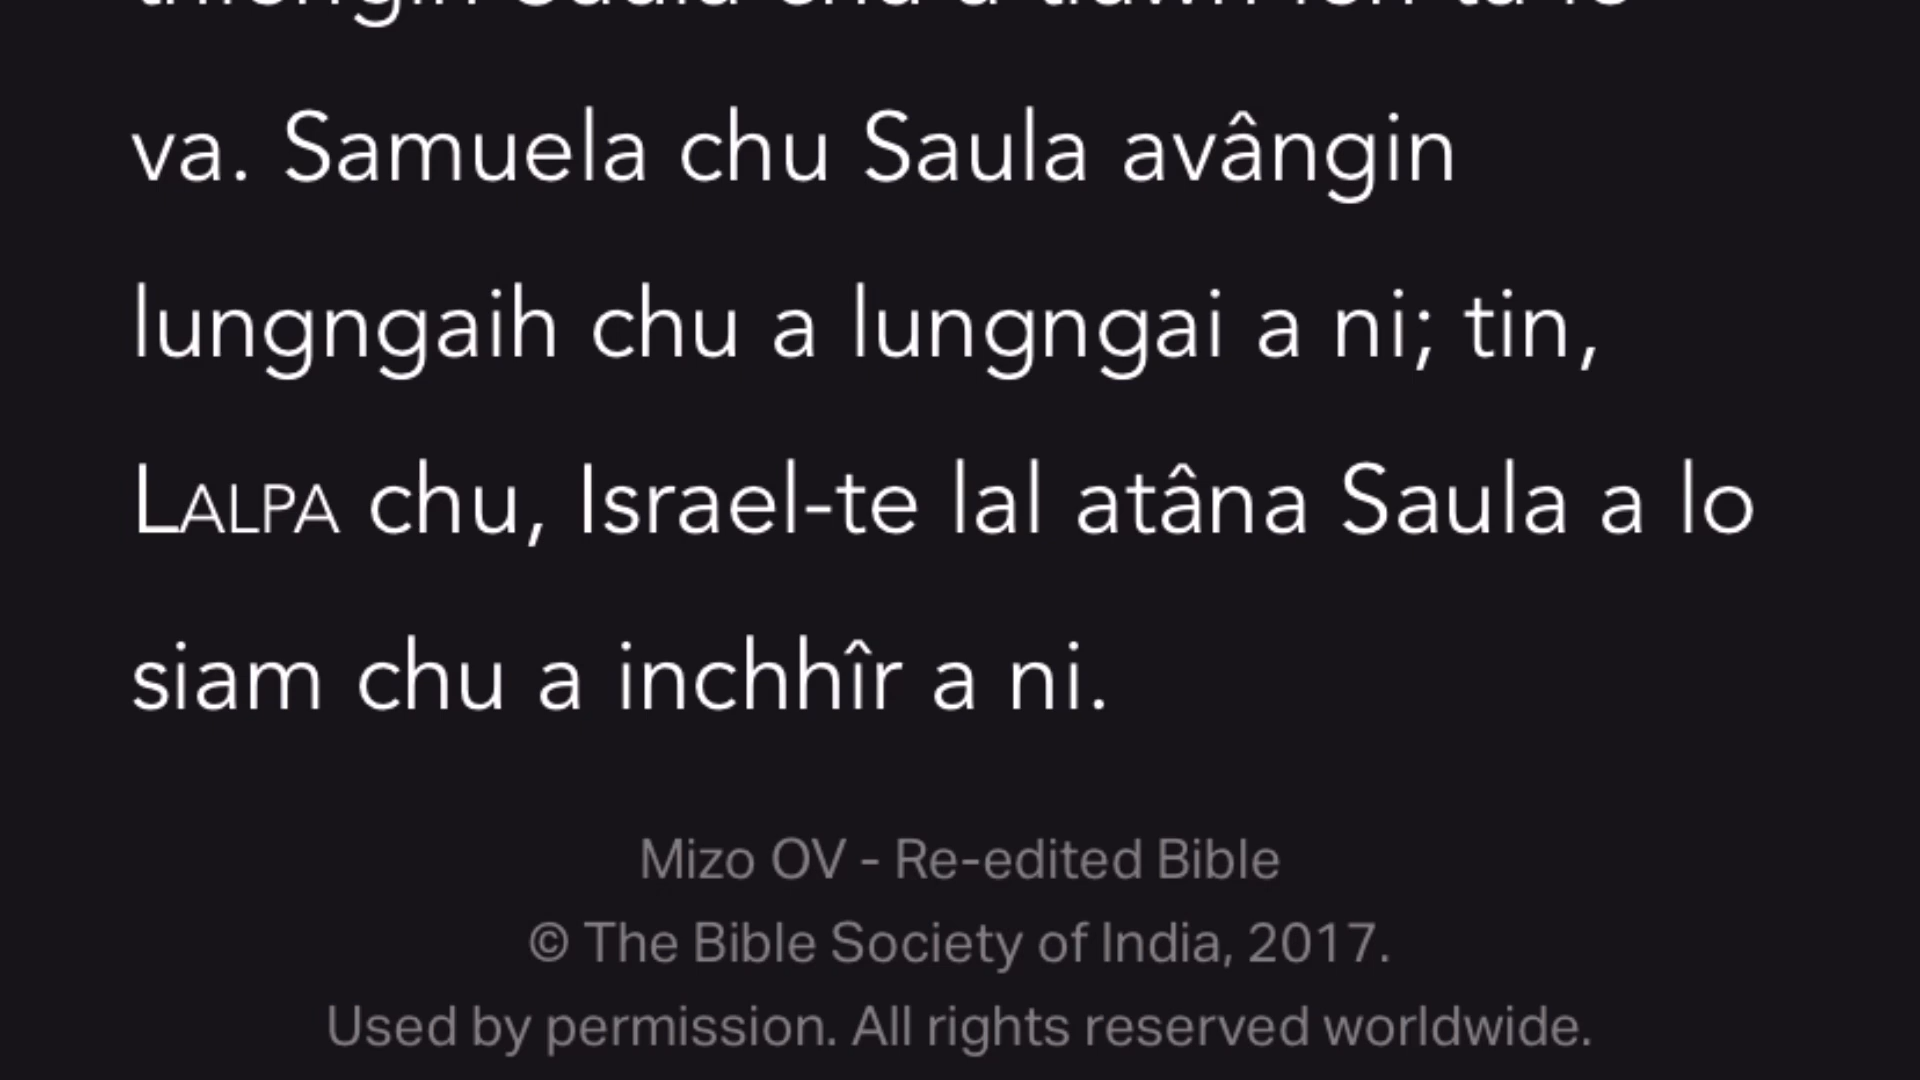 va. Samuela chu Saula avângin
lungngaih chu a lungngai a ni; tin,
LALPA chu, Israel-te lal atâna Saula a lo
siam chu a inchhîr a ni.
Mizo OV - Re-edited Bible
© The Bible Society of India, 2017.
Used by permission. All rights reserved worldwide.